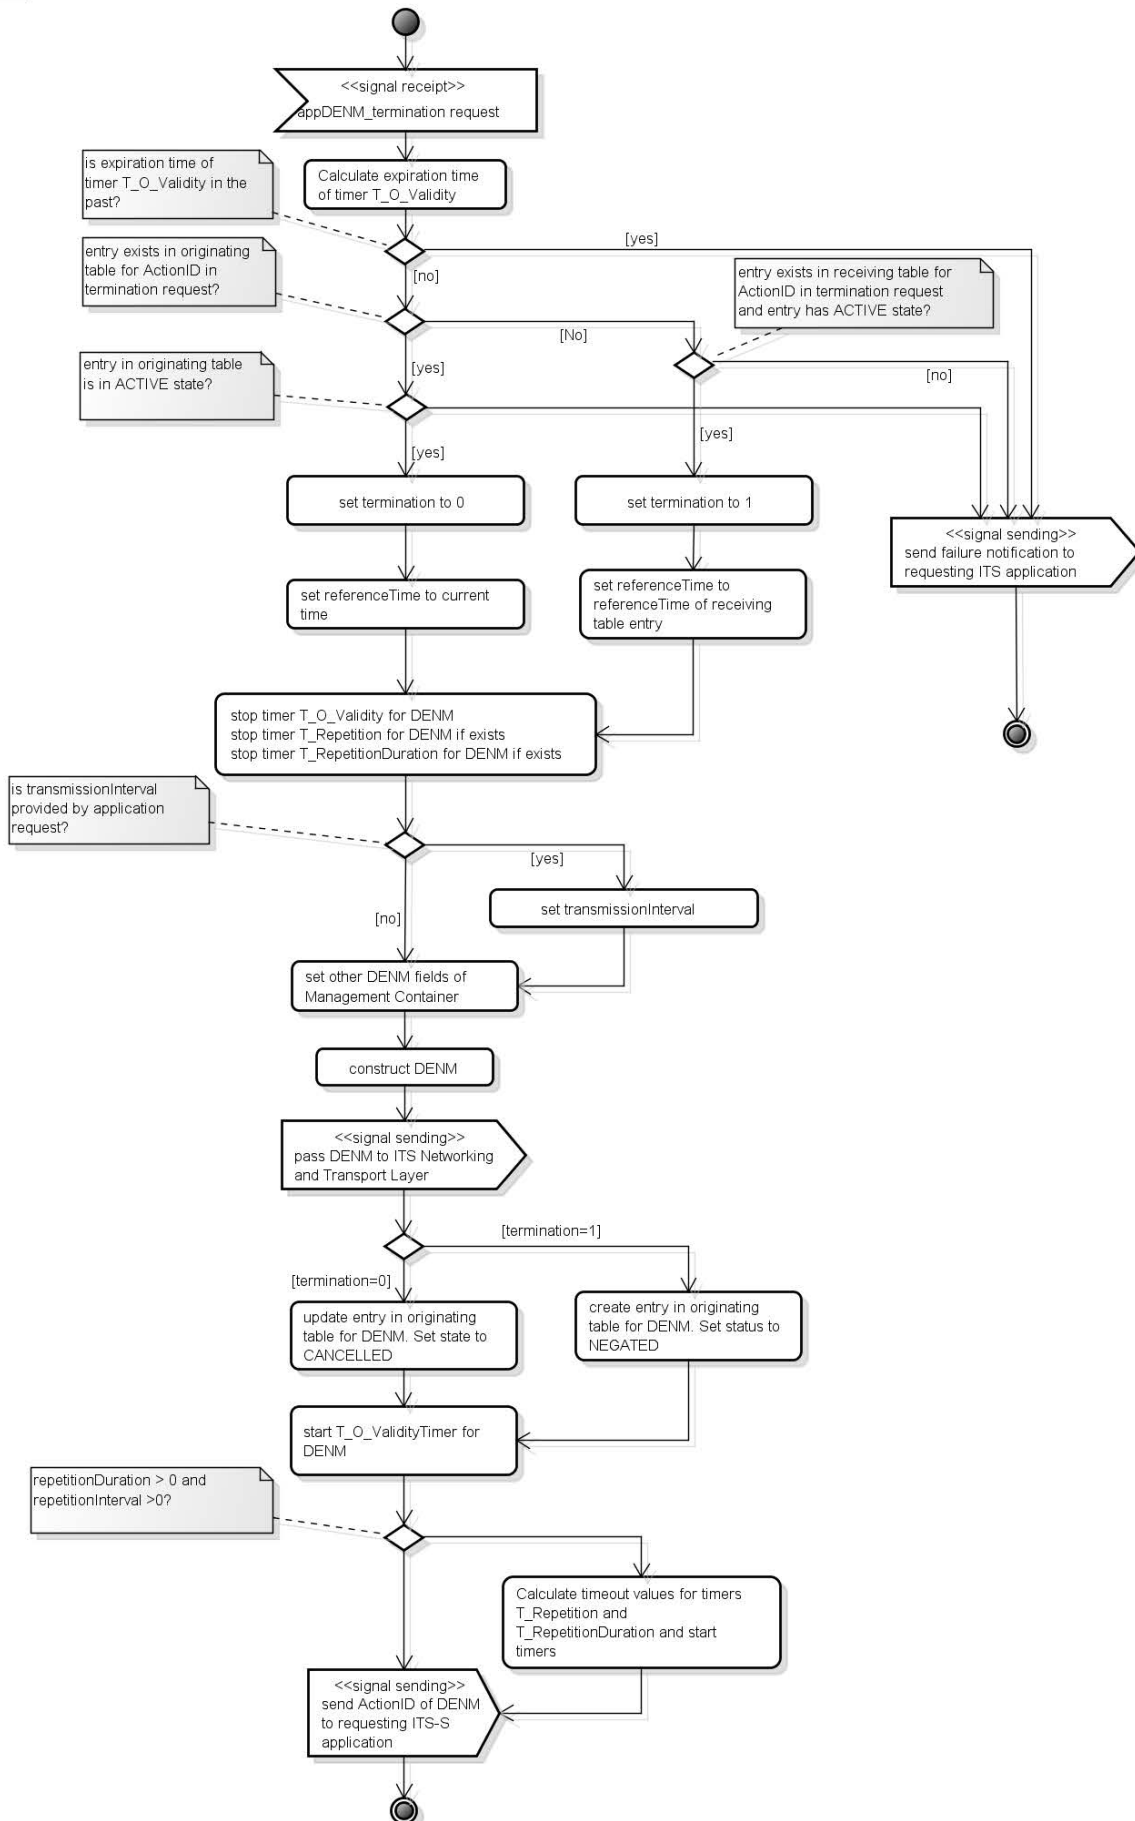 <<signal receipt>>
appDENM_termination request
is expiration time of
timer T_O_Validity in the
past?
Calculate expiration time
of timer T_O_Validity
[yes]
entry exists in originating
table for ActionID in
termination request?
[no]
entry exists in receiving table for
ActionID in termination request
and entry has ACTIVE state?
[No]
entry in originating table
is in ACTIVE state?
[yes]
[no]
[yes]
[yes]
set termination to 0
set termination to 1
<<signal sending>>
send failure notification to
requesting ITS application
set referenceTime to current
time
set referenceTime to
referenceTime of receiving
table entry
stop timer T_O_Validity for DENM
stop timer T_Repetition for DENM if exists
stop timer T_RepetitionDuration for DENM if exists
is transmissionInterval
provided by application
request?
[yes]
[no]
set transmissionInterval
set other DENM fields of
Management Container
construct DENM
<<signal sending>>
pass DENM to ITS Networking
and Transport Layer
[termination=1]
[termination=0]
update entry in originating
table for DENM. Set state to
CANCELLED
create entry in originating
table for DENM. Set status to
NEGATED
start T_O_ValidityTimer for
DENM
repetitionDuration > 0 and
repetitionInterval >0?
Calculate timeout values for timers
T_Repetition and
T_RepetitionDuration and start
timers
<<signal sending>>
send ActionID of DENM
to requesting ITS-S
application